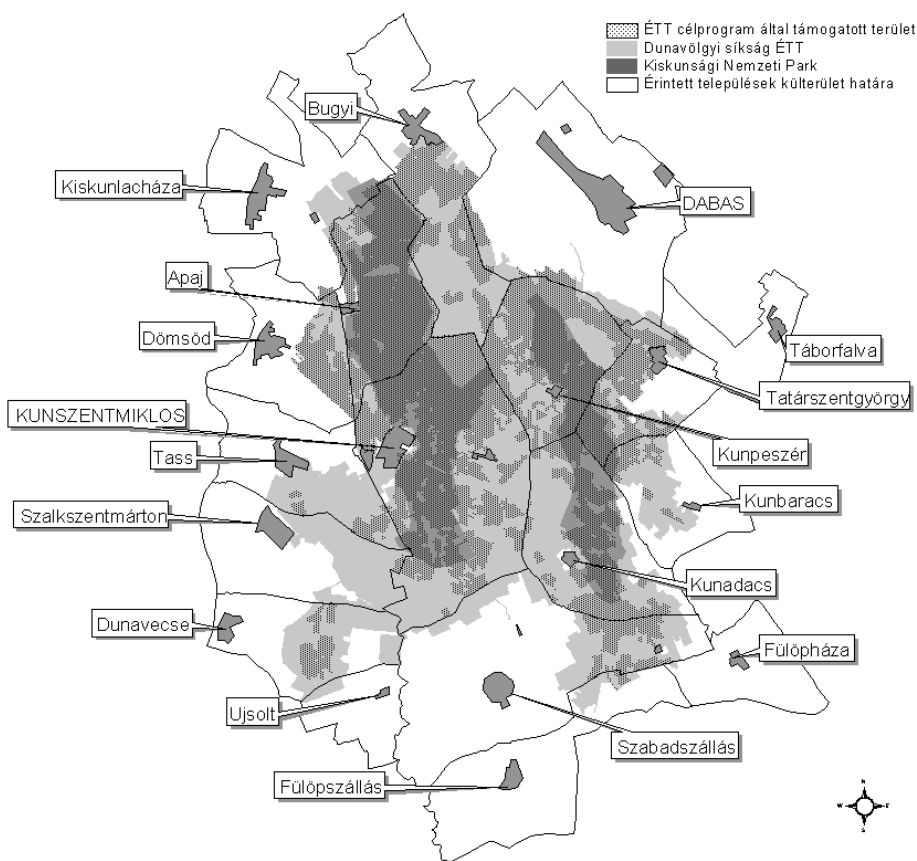 ÉTT célprogram által támogatott terület
Dunavölgyi síkság ÉTT
Kiskunsági Nemzeti Park
Érintett települések külterület határa
Bugyi
Kiskunlacháza
DABAS
Apaj
Dömsöd
Táborfalva
Tatárszentgyörgy
KUNSZENTMIKLOS
Kunpeszér
Tass
Kunbaracs
Szalkszentmárton
Kunadacs
Dunavecse
Fülöpháza
Ujsolt
Szabadszállás
Fülöpszállás
N
W E
S